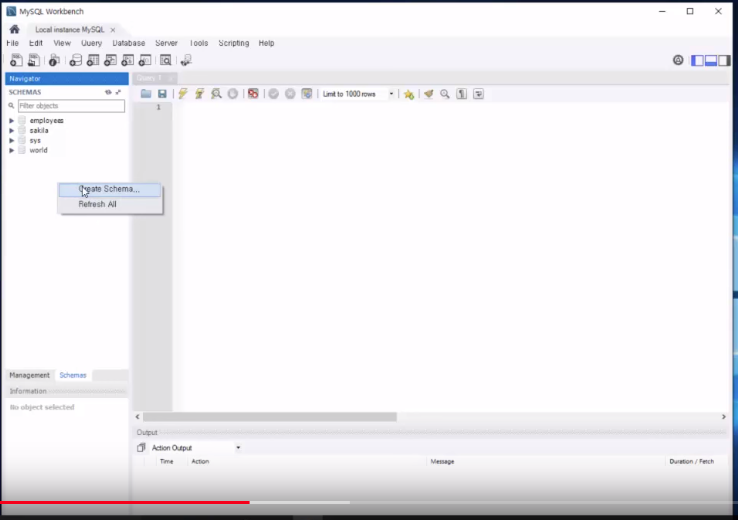 MySQL Workbench
Local instance MySQL
File Edit View Query Database Server Tools Scripting Help
Navigator
Query 1
SCHEMAS
Filter objects
Limit to 1000 rows
1
employees
sakila
sys
world
Create Schema...
Refresh All
Management Schemas
Information
No object selected
Output
Action Output
Time Action Message Duration / Fetch